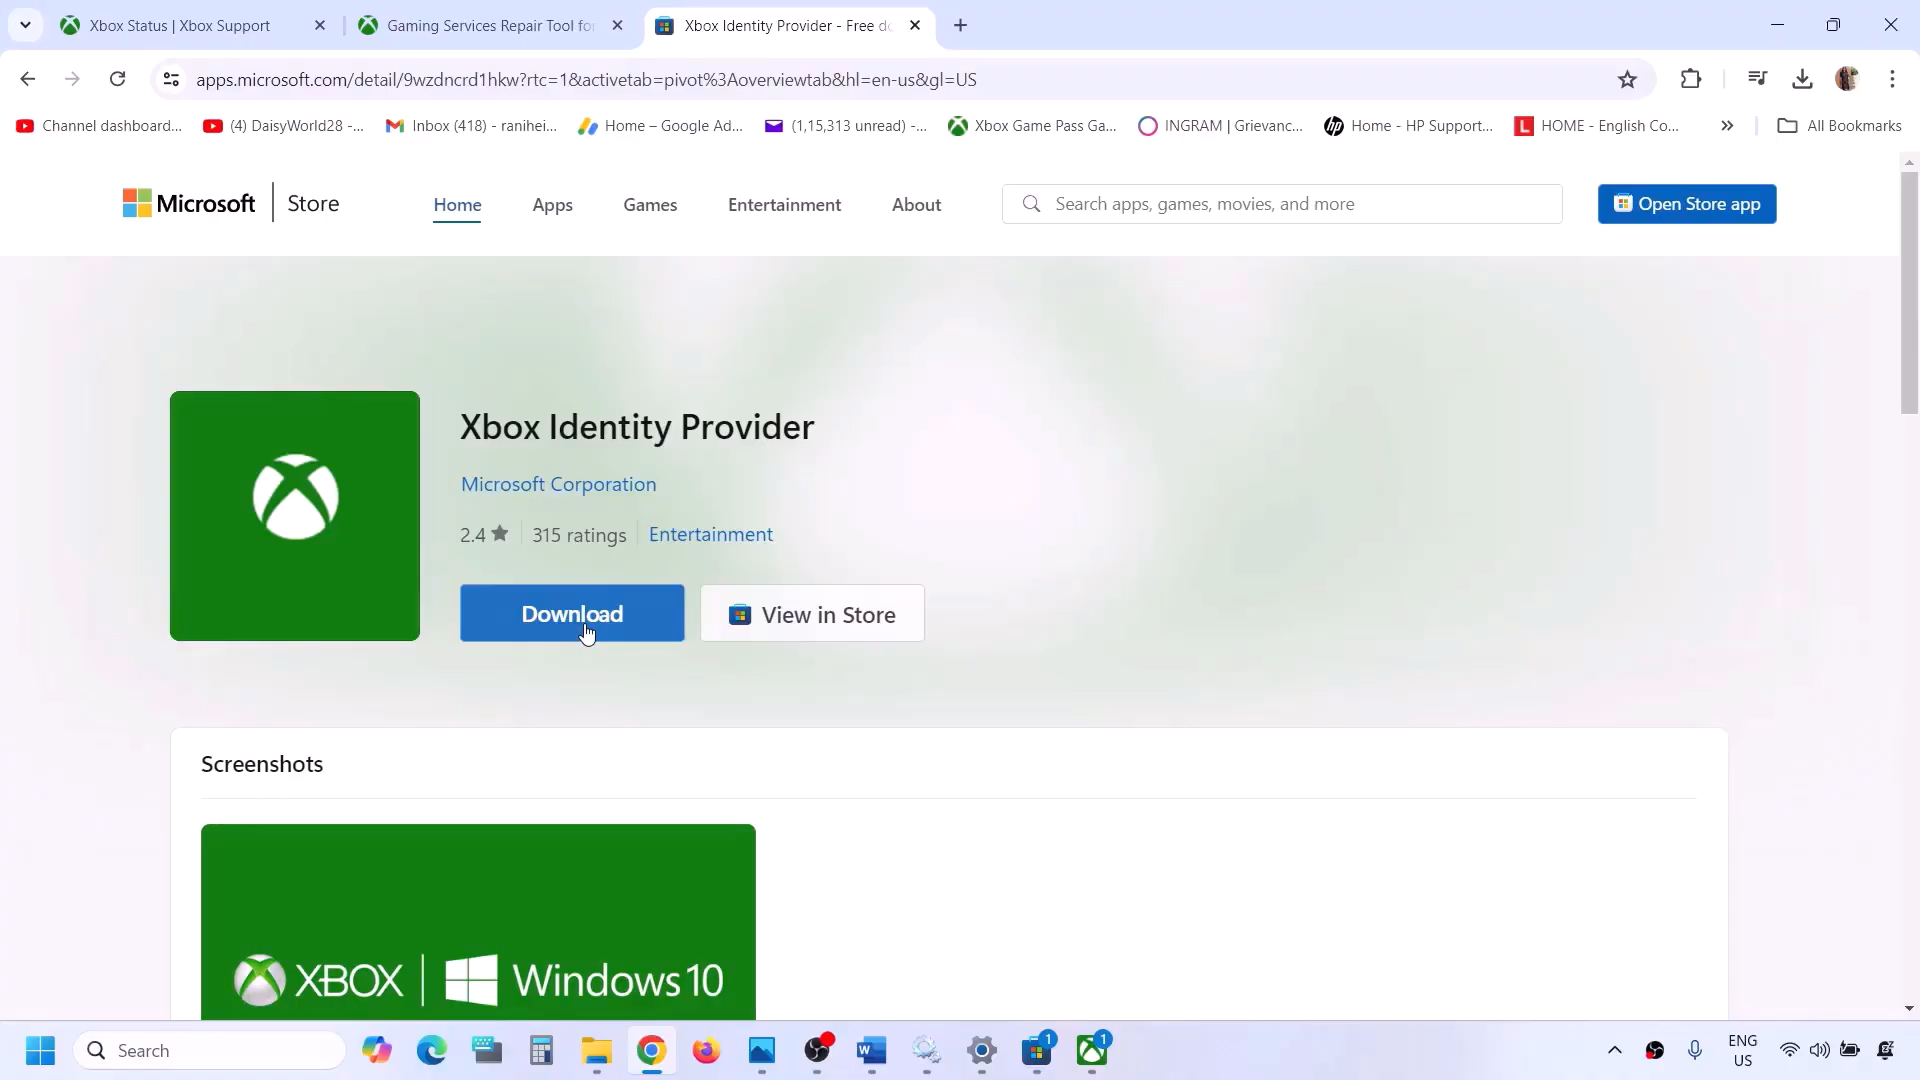 Xbox Status | Xbox Support
Gaming Services Repair Tool for
Xbox Identity Provider - Free do
apps.microsoft.com/detail/9wzdncrd1hkw?rtc=1&activetab=pivot%3Aoverviewtab&hl=en-us&gl=US
Channel dashboard...
(4) DaisyWorld28 -...
Inbox (418) - ranihei...
Home – Google Ad...
(1,15,313 unread) -...
Xbox Game Pass Ga...
INGRAM | Grievanc...
Home - HP Support...
HOME - English Co...
All Bookmarks
Microsoft
Store
Home
Apps
Games
Entertainment
About
Search apps, games, movies, and more
Open Store app
Xbox Identity Provider
Microsoft Corporation
2.4
315 ratings
Entertainment
Download
View in Store
Screenshots
XBOX | Windows 10
Search
1
1
ENG
US